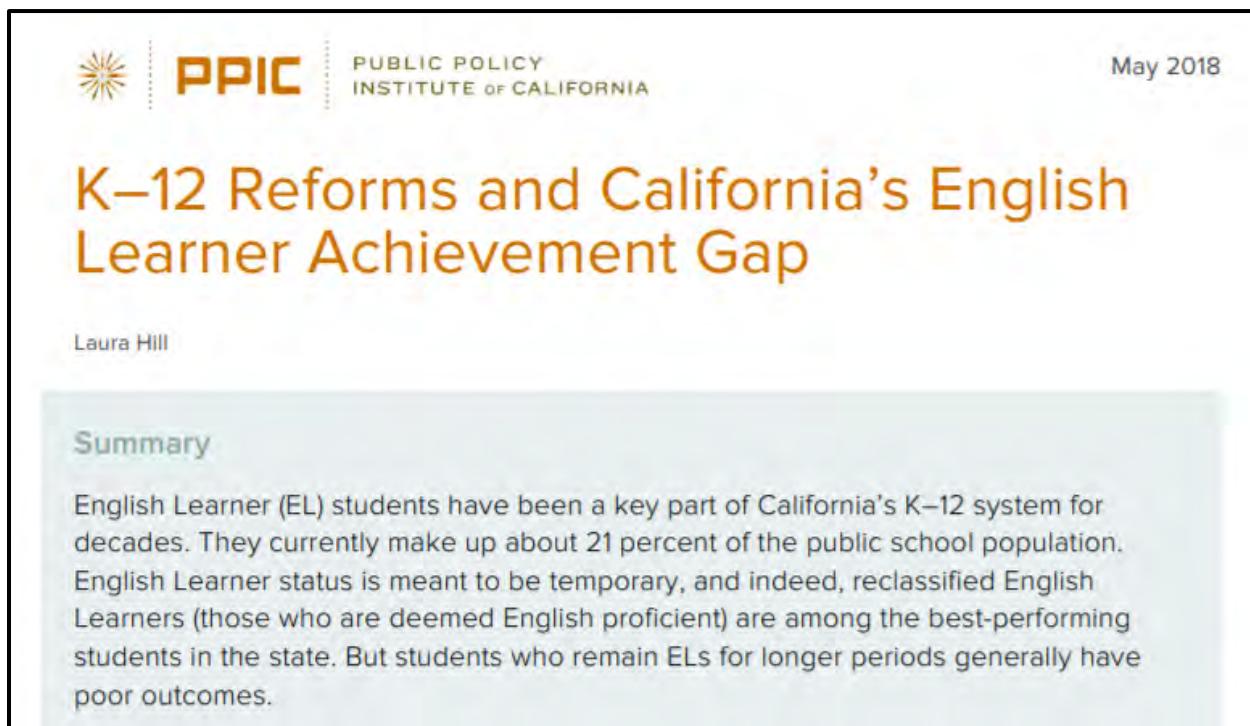 PPIC
PUBLIC POLICY
INSTITUTE OF CALIFORNIA
May 2018
K–12 Reforms and California's English
Learner Achievement Gap
Laura Hill
Summary
English Learner (EL) students have been a key part of California's K–12 system for
decades. They currently make up about 21 percent of the public school population.
English Learner status is meant to be temporary, and indeed, reclassified English
Learners (those who are deemed English proficient) are among the best-performing
students in the state. But students who remain ELs for longer periods generally have
poor outcomes.